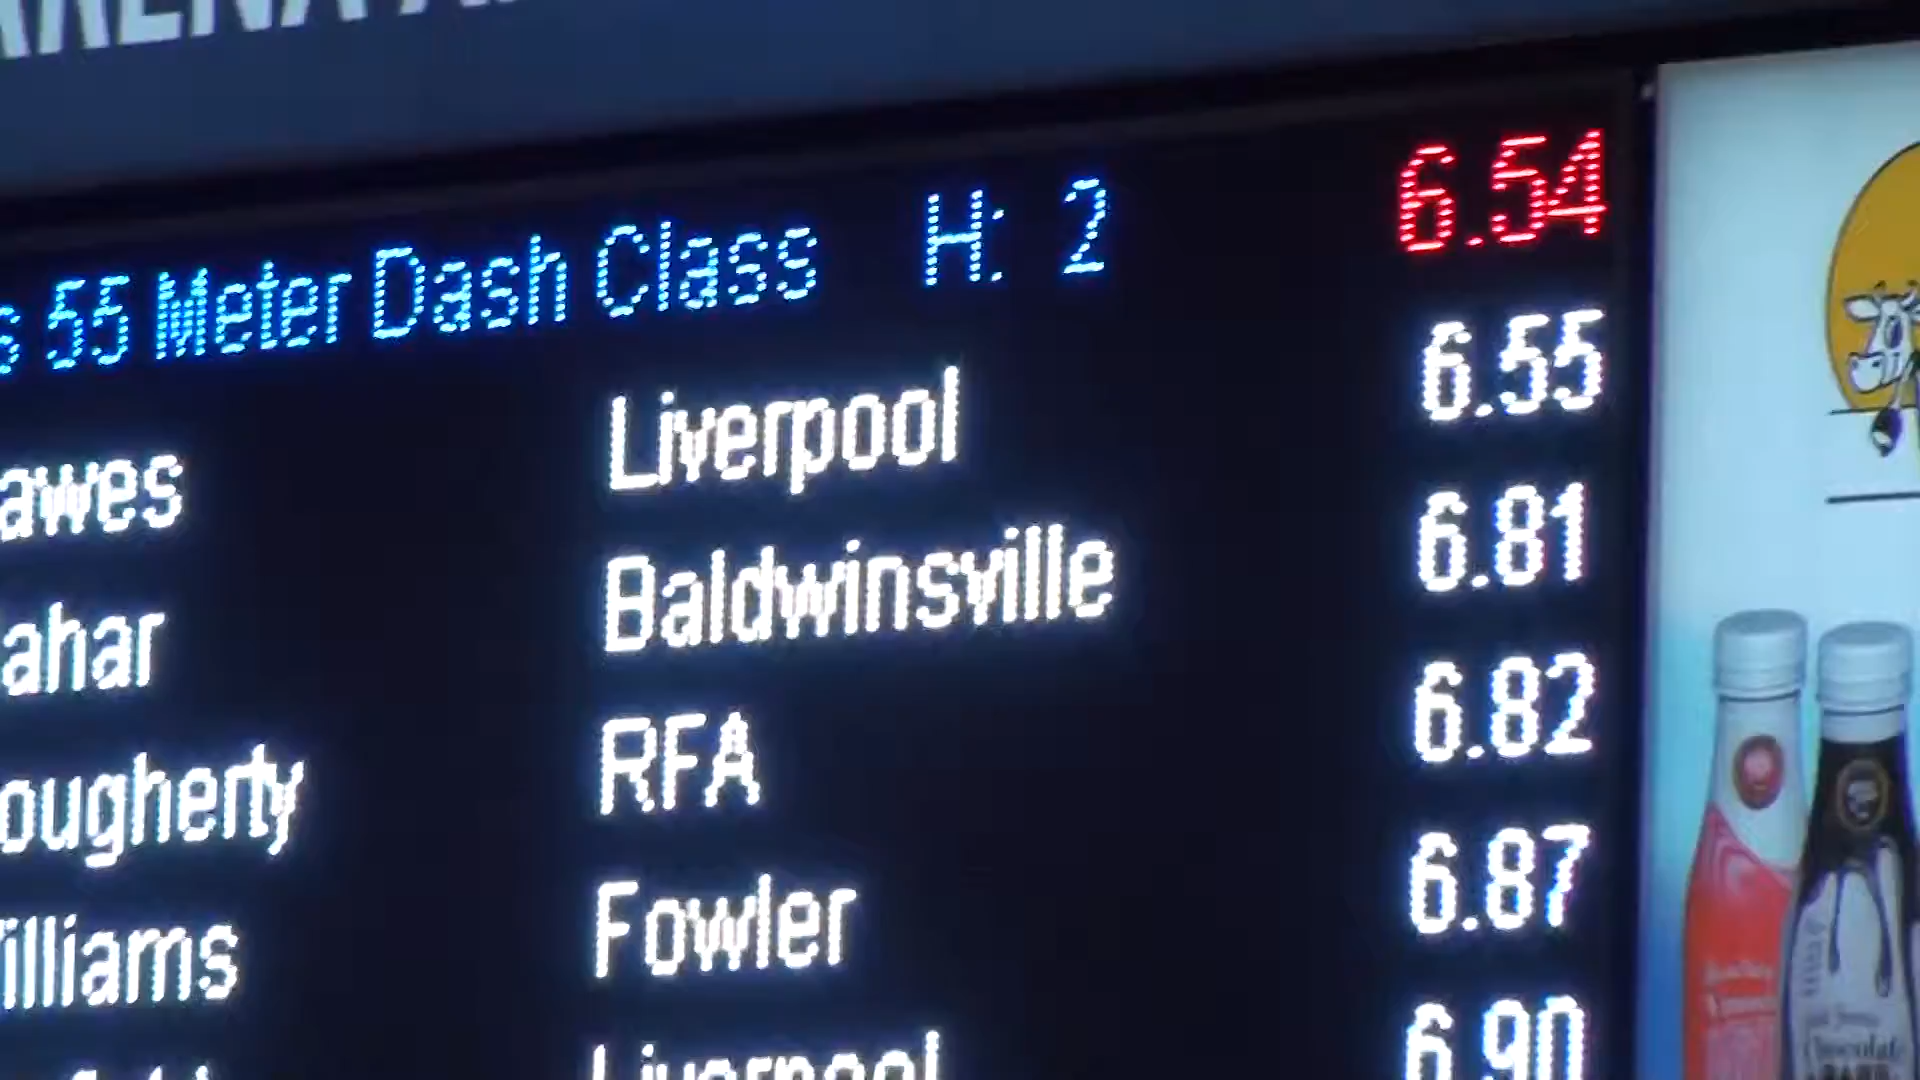 55 Meter Dash Class H: 2 6.54
awes Liverpool 6.55
ahar Baldwinsville 6.81
ougherty RFA 6.82
illiams Fowler 6.87
Liverpool 6.90